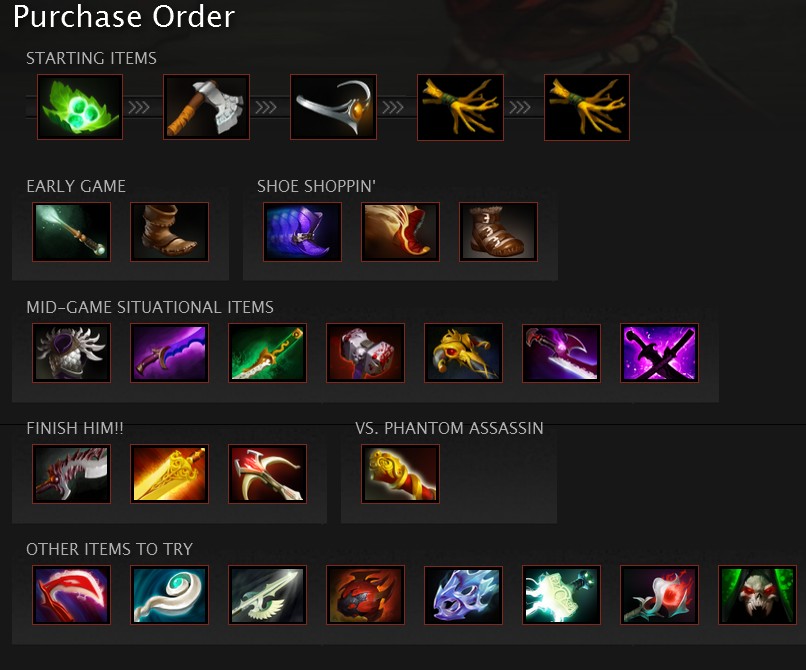 Purchase Order
STARTING ITEMS
EARLY GAME
SHOE SHOPPIN'
MID-GAME SITUATIONAL ITEMS
FINISH HIM!!
VS. PHANTOM ASSASSIN
OTHER ITEMS TO TRY